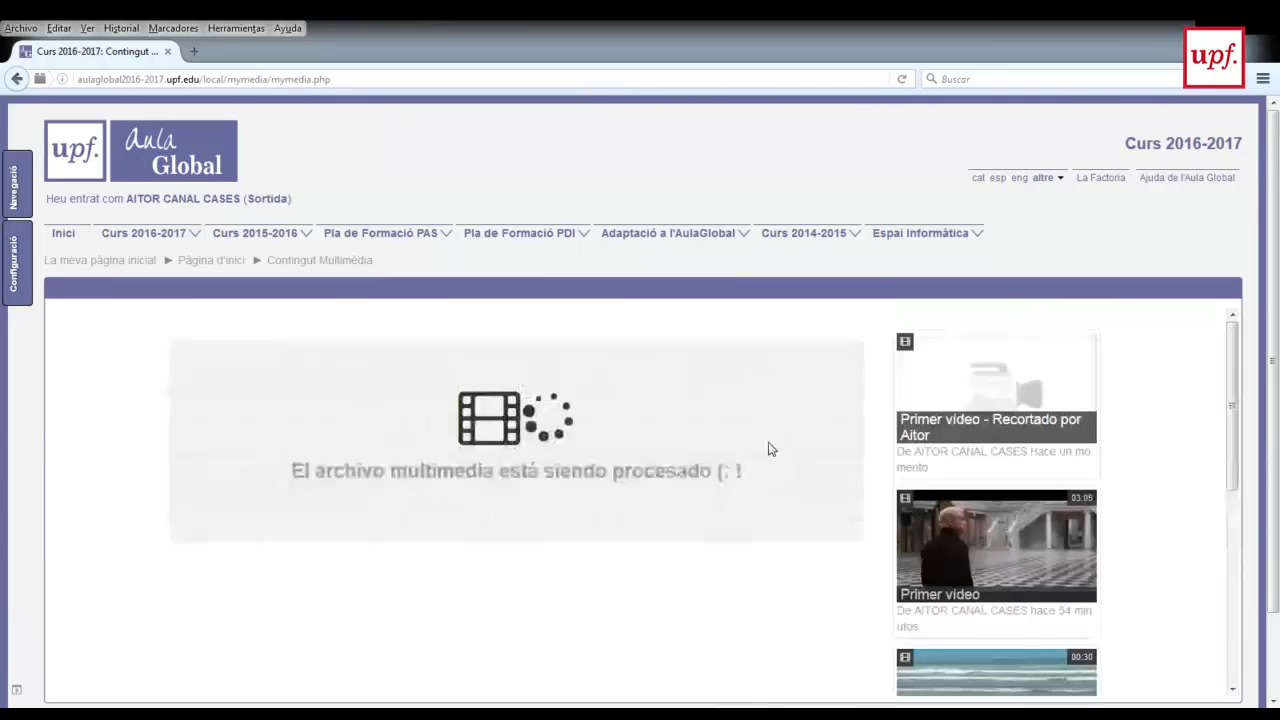 Archivo Editar Ver Historial Marcadores Herramientas Ayuda
upf.
Curs 2016-2017: Contingut ...
aulaglobal2016-2017.upf.edu/local/mymedia/mymedia.php
Buscar
upf. Aula Global
Curs 2016-2017
cat esp eng altre La Factoria Ajuda de l'Aula Global
Navegació
Configuració
Heu entrat com AITOR CANAL CASES (Sortida)
Inici Curs 2016-2017 Curs 2015-2016 Pla de Formació PAS Pla de Formació PDI Adaptació a l'AulaGlobal Curs 2014-2015 Espai Informàtica
La meva pàgina inicial ► Pàgina d'inici ► Contingut Multimèdia
El archivo multimedia está siendo procesado (: !
Primer vídeo - Recortado por
Aitor
De AITOR CANAL CASES Hace un mo
mento
03:05
Primer vídeo
De AITOR CANAL CASES hace 54 min
utos
00:30